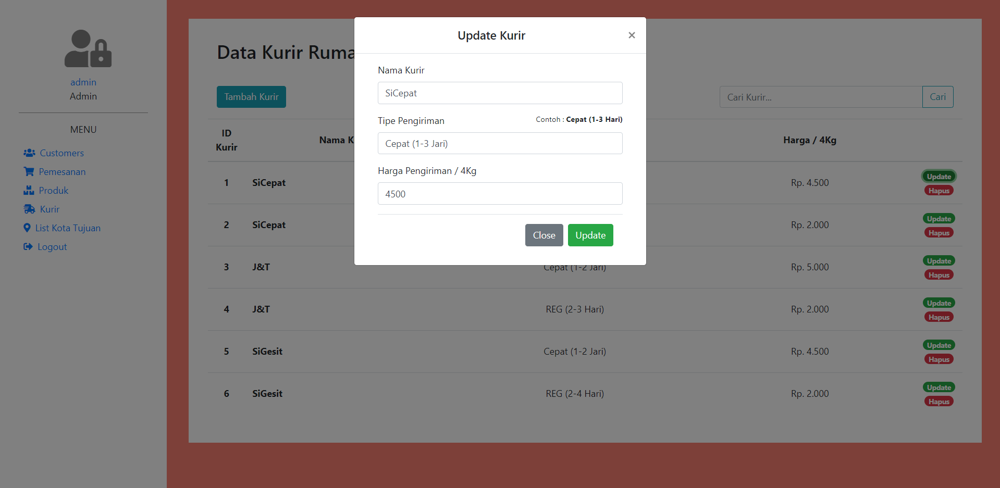 admin
Admin
MENU
Customers
Pemesanan
Produk
Kurir
List Kota Tujuan
Logout
Data Kurir
Tambah Kurir
Cari Kurir...
Cari
ID
Kurir
Nama
Harga / 4Kg
1 SiCepat Rp. 4.500 Update
Hapus
2 SiCepat Rp. 2.000 Update
Hapus
3 J&T Cepat (1-2 Jari) Rp. 5.000 Update
Hapus
4 J&T REG (2-3 Hari) Rp. 2.000 Update
Hapus
5 SiGesit Cepat (1-2 Jari) Rp. 4.500 Update
Hapus
6 SiGesit REG (2-4 Hari) Rp. 2.000 Update
Hapus
Update Kurir
×
Nama Kurir
SiCepat
Tipe Pengiriman Contoh : Cepat (1-3 Hari)
Cepat (1-3 Jari)
Harga Pengiriman / 4Kg
4500
Close Update